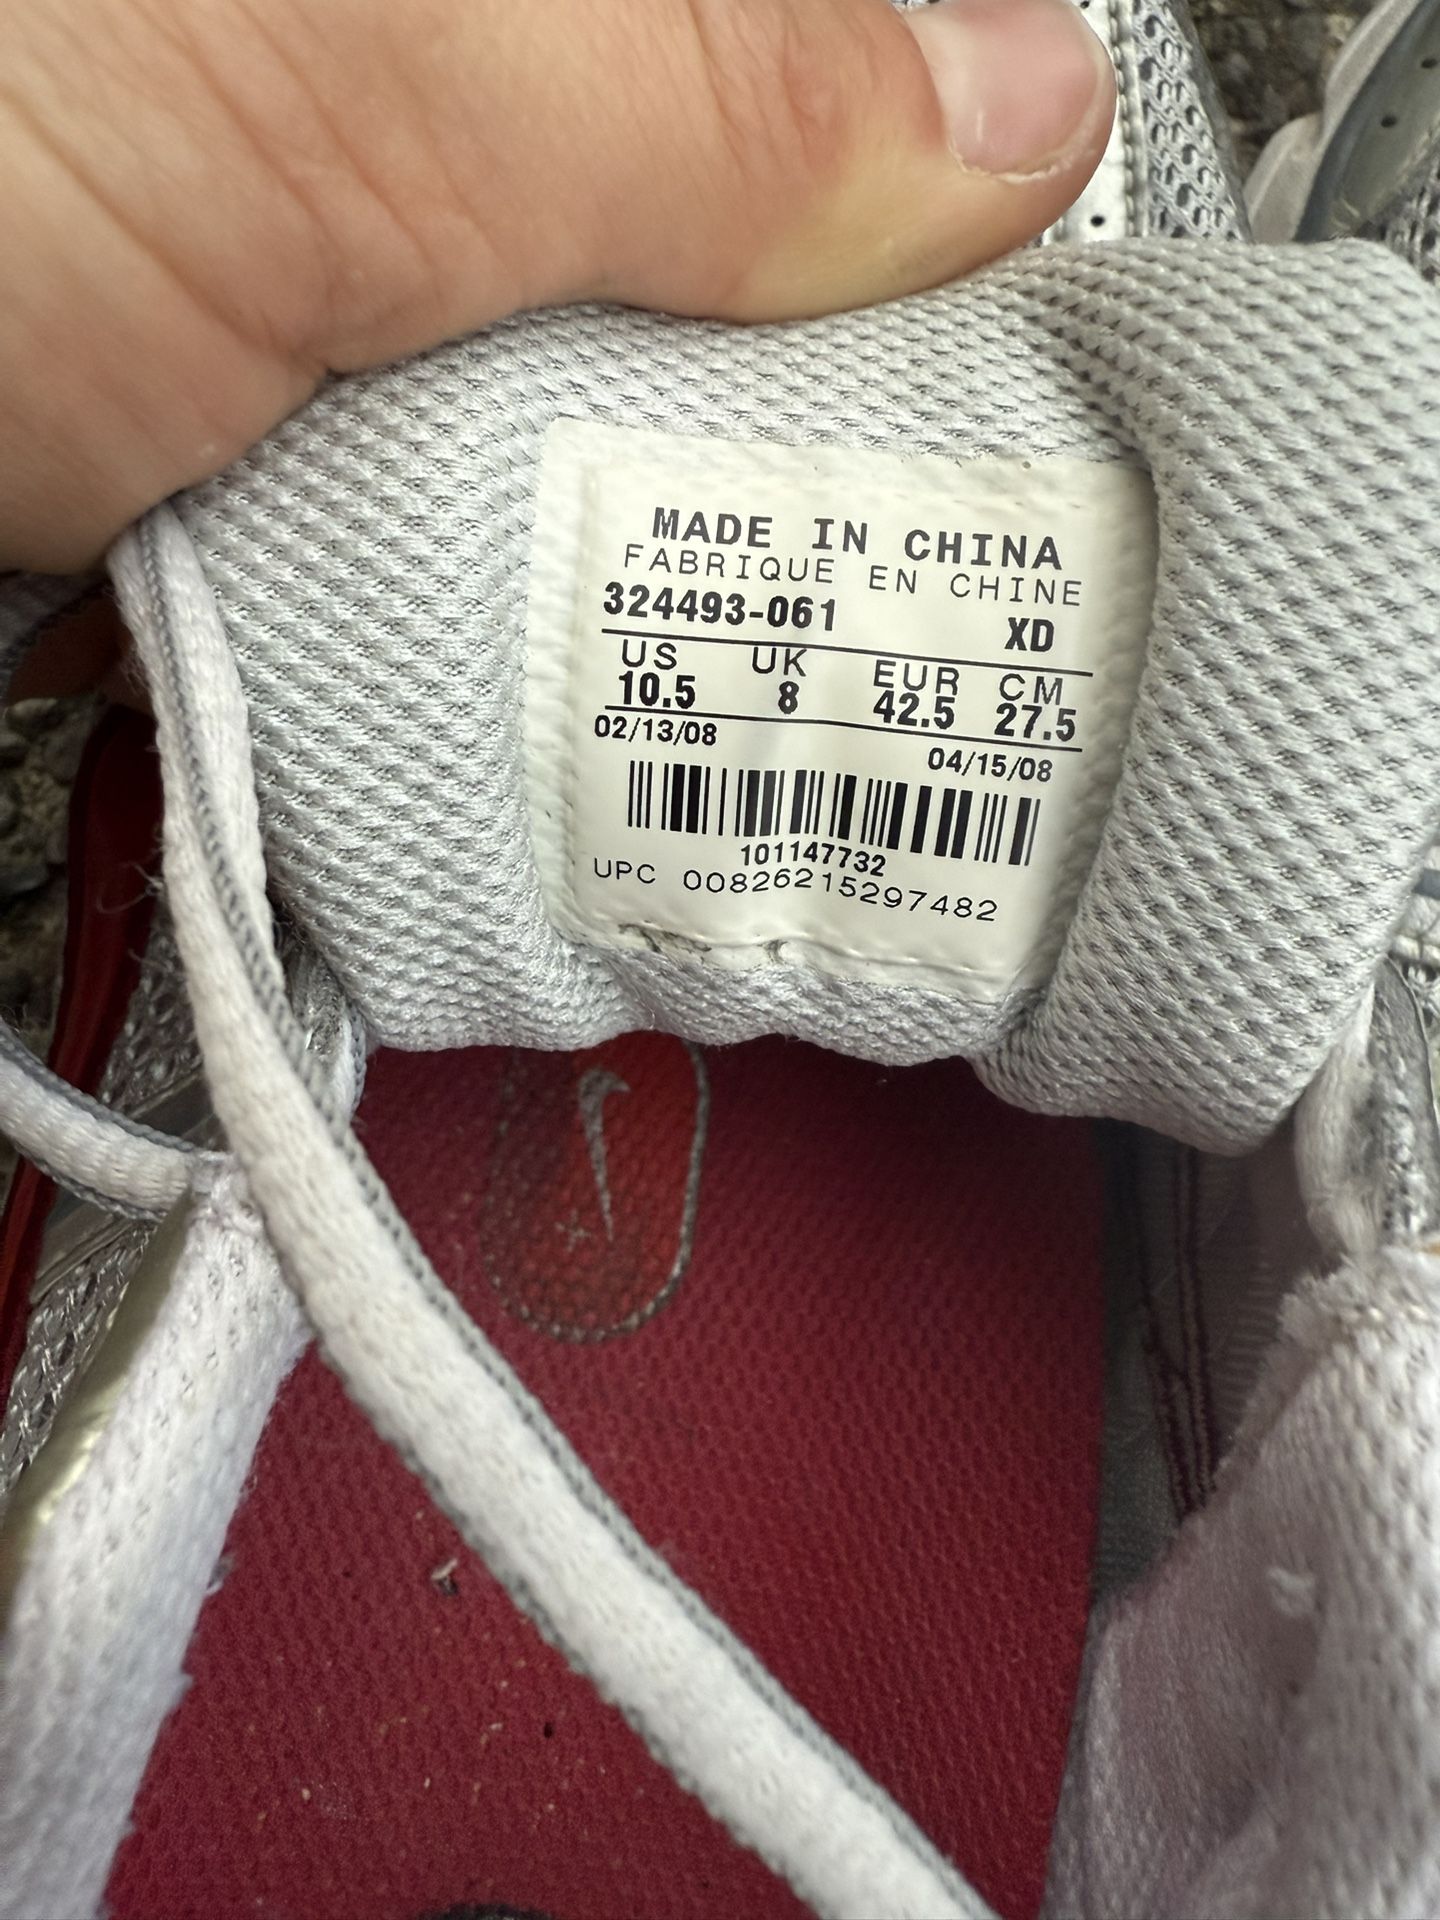 MADE IN CHINA
FABRIQUE EN CHINE
324493-061 XD
US UK EUR CM
10.5 8 42.5 27.5
02/13/08 04/15/08
101147732
UPC 00826215297482